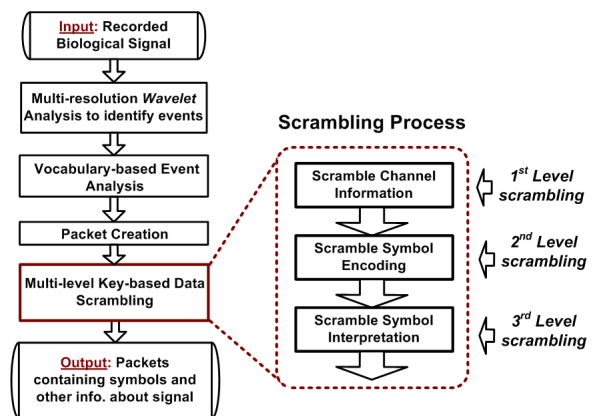 Input: Recorded
Biological Signal
Multi-resolution Wavelet
Analysis to identify events
Vocabulary-based Event
Analysis
Packet Creation
Multi-level Key-based Data
Scrambling
Output: Packets
containing symbols and
other info. about signal
Scrambling Process
Scramble Channel
Information
1st Level
scrambling
Scramble Symbol
Encoding
2nd Level
scrambling
Scramble Symbol
Interpretation
3rd Level
scrambling